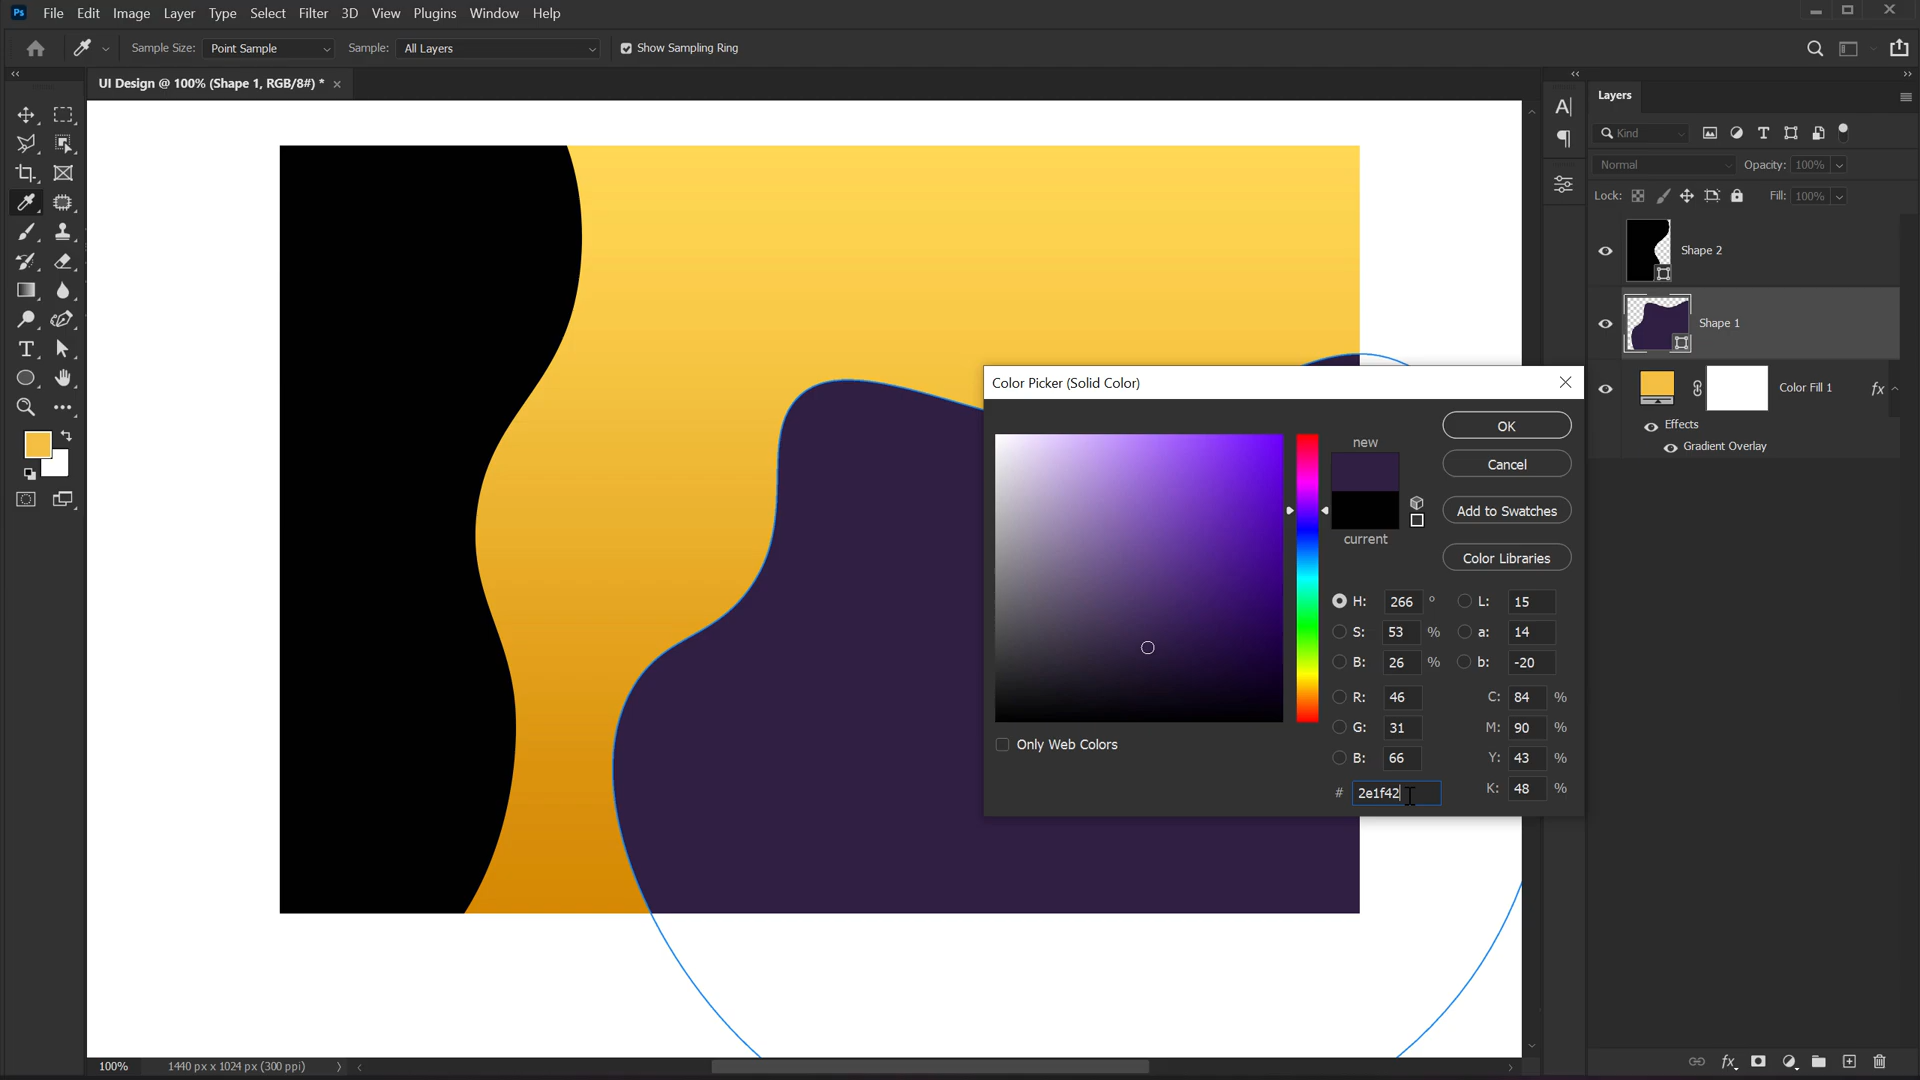 Ps File Edit Image Layer Type Select Filter 3D View Plugins Window Help
Sample Size: Point Sample Sample: All Layers Show Sampling Ring
UI Design @ 100% (Shape 1, RGB/8#) * ×
Layers
Kind
Normal Opacity: 100%
Lock: Fill: 100%
Shape 2
Shape 1
Color Fill 1 fx
Effects
Gradient Overlay
Color Picker (Solid Color)
new
current
OK
Cancel
Add to Swatches
Color Libraries
H: 266 ° L: 15
S: 53 % a: 14
B: 26 % b: -20
R: 46 C: 84 %
G: 31 M: 90 %
B: 66 Y: 43 %
# 2e1f42 K: 48 %
Only Web Colors
100% 1440 px x 1024 px (300 ppi)
fx